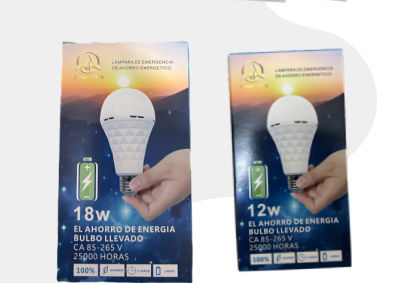 LAMPARA DE EMERGENCIA
DE AHORRO ENERGETICO
18w
EL AHORRO DE ENERGIA
BULBO LLEVADO
CA 85-265 V
25000 HORAS
100%
AHORRO
CARGO
LAMPARA DE EMERGENCIA
DE AHORRO ENERGETICO
12w
EL AHORRO DE ENERGIA
BULBO LLEVADO
CA 85-265 V
25000 HORAS
100%